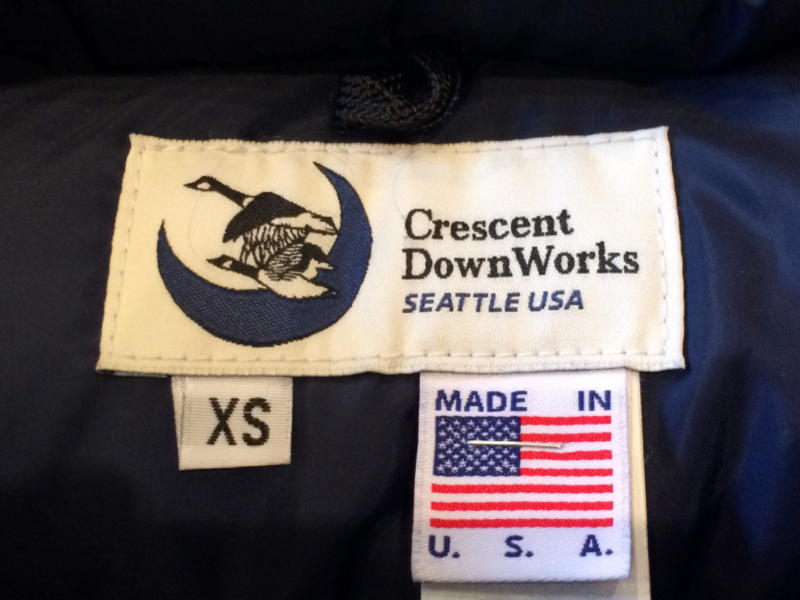 Crescent
DownWorks
SEATTLE USA
XS
MADE IN
U. S. A.